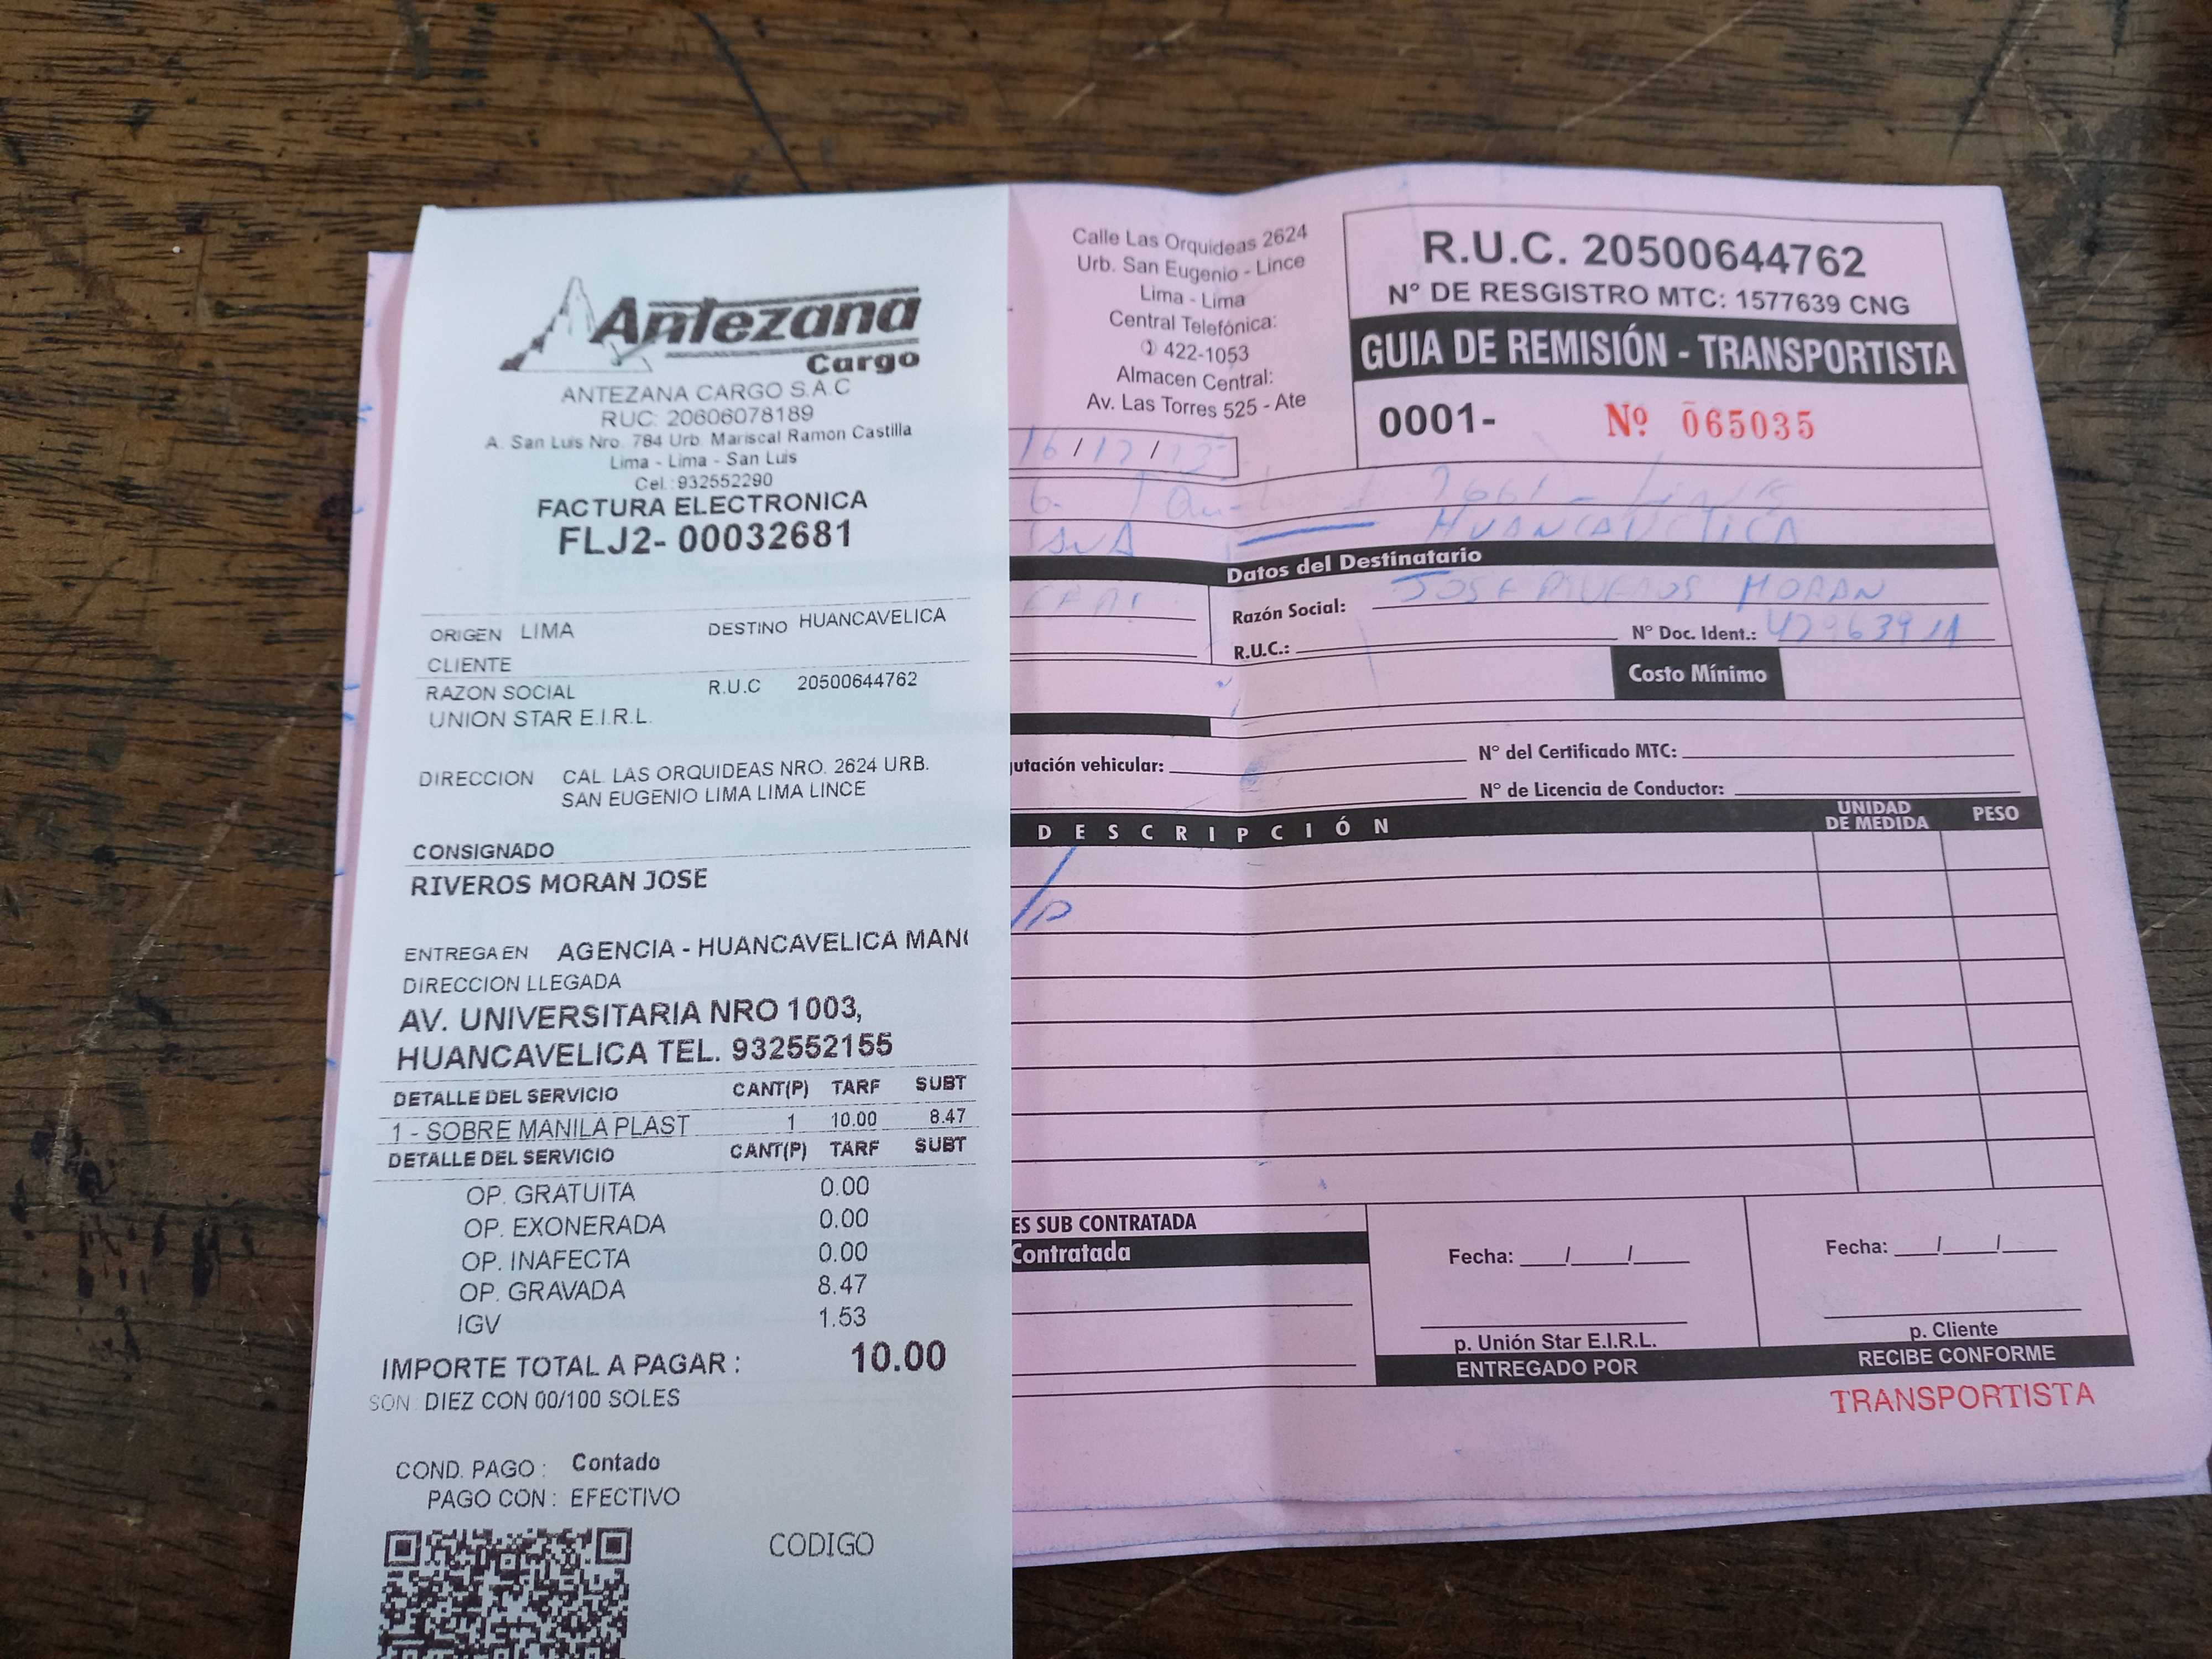 Antezana
Cargo
ANTEZANA CARGO S.A.C
RUC: 20606078189
A. San Luis Nro. 784 Urb. Mariscal Ramon Castilla
Lima - Lima - San Luis
Cel.:932552290
FACTURA ELECTRONICA
FLJ2- 00032681
ORIGEN LIMA DESTINO HUANCAVELICA
CLIENTE
RAZON SOCIAL R.U.C 20500644762
UNION STAR E.I.R.L.
DIRECCION CAL. LAS ORQUIDEAS NRO. 2624 URB.
SAN EUGENIO LIMA LIMA LINCE
CONSIGNADO
RIVEROS MORAN JOSE
ENTREGA EN AGENCIA - HUANCAVELICA
DIRECCION LLEGADA
AV. UNIVERSITARIA NRO 1003,
HUANCAVELICA TEL. 932552155
DETALLE DEL SERVICIO CANT(P) TARF SUBT
1 - SOBRE MANILA PLAST 1 10.00 8.47
DETALLE DEL SERVICIO CANT(P) TARF SUBT
OP. GRATUITA 0.00
OP. EXONERADA 0.00
OP. INAFECTA 0.00
OP. GRAVADA 8.47
IGV 1.53
IMPORTE TOTAL A PAGAR : 10.00
SON: DIEZ CON 00/100 SOLES
COND. PAGO : Contado
PAGO CON : EFECTIVO
CODIGO
Calle Las Orquideas 2624
Urb. San Eugenio - Lince
Lima - Lima
Central Telefónica:
422-1053
Almacen Central:
Av. Las Torres 525 - Ate
R.U.C. 20500644762
N° DE RESGISTRO MTC: 1577639 CNG
GUIA DE REMISIÓN - TRANSPORTISTA
0001- Nº 065035
HUANCAVELICA
Datos del Destinatario
Razón Social: JOSE RIVEROS MORAN
R.U.C.: N° Doc. Ident.:
Costo Mínimo
vehicular: N° del Certificado MTC:
N° de Licencia de Conductor:
DESCRIPCIÓN UNIDAD DE MEDIDA PESO
ES SUB CONTRATADA
Contratada
Fecha: / / Fecha: / /
p. Unión Star E.I.R.L. p. Cliente
ENTREGADO POR RECIBE CONFORME
TRANSPORTISTA